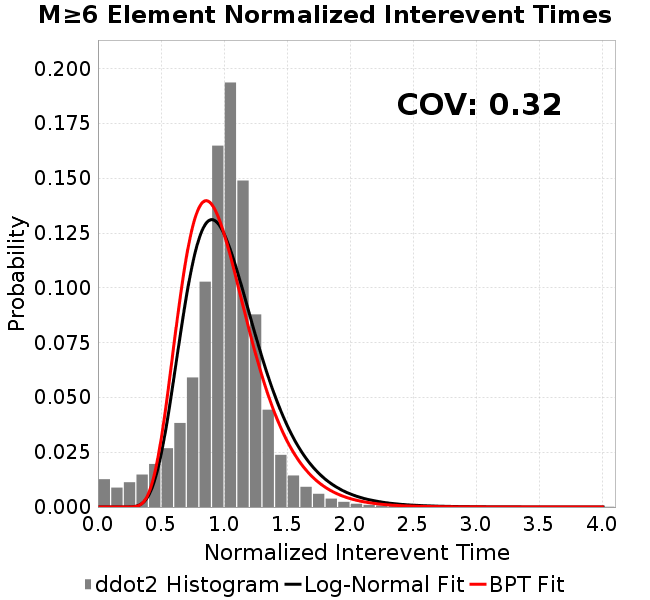 M≥6 Element Normalized Interevent Times
COV: 0.32
Probability
0.200
0.175
0.150
0.125
0.100
0.075
0.050
0.025
0.000
0.0 0.5 1.0 1.5 2.0 2.5 3.0 3.5 4.0
Normalized Interevent Time
ddot2 Histogram Log-Normal Fit BPT Fit